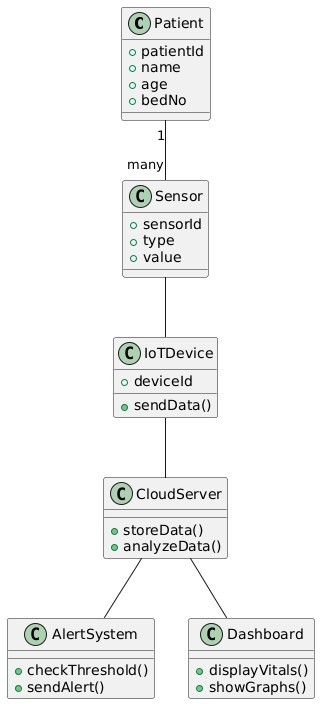 C Patient
patientId
name
age
bedNo
1
many
C Sensor
sensorId
type
value
C IoTDevice
deviceId
sendData()
C CloudServer
storeData()
analyzeData()
C AlertSystem
checkThreshold()
sendAlert()
C Dashboard
displayVitals()
showGraphs()